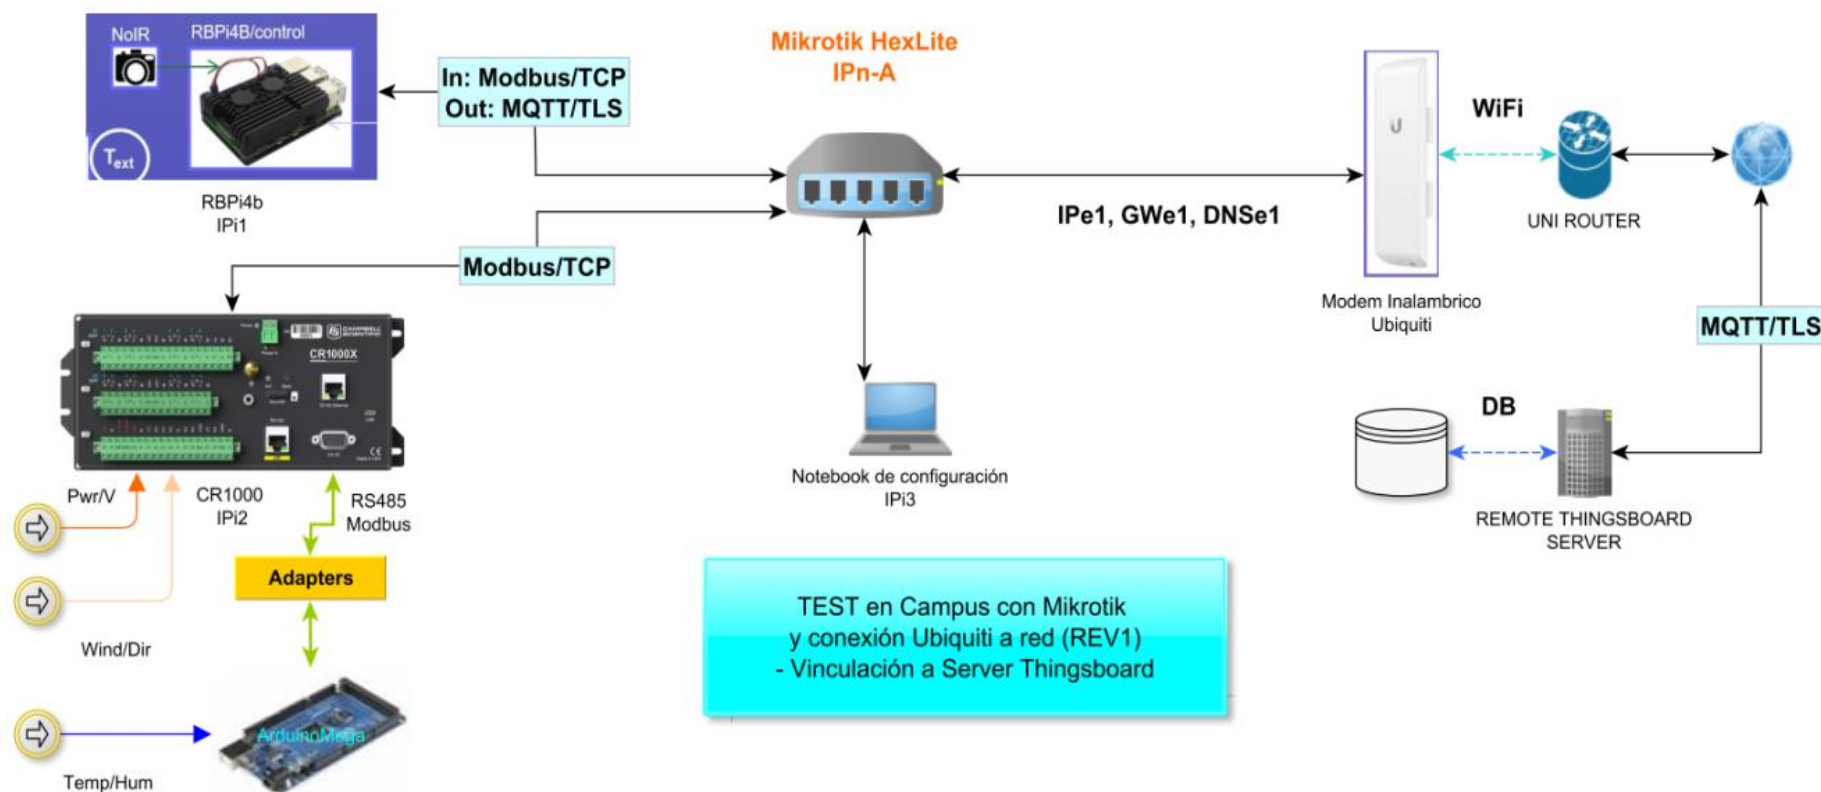 NoIR
RBPi4B/control
Text
RBPi4b
IPi1
In: Modbus/TCP
Out: MQTT/TLS
Modbus/TCP
Mikrotik HexLite
IPn-A
IPe1, GWe1, DNSe1
WiFi
UNI ROUTER
Modem Inalambrico
Ubiquiti
MQTT/TLS
DB
REMOTE THINGSBOARD
SERVER
Notebook de configuración
IPi3
CAMPBELL
SCIENTIFIC
CR1000X
Pwr/V
CR1000
IPi2
RS485
Modbus
Adapters
Wind/Dir
ArduinoMega
Temp/Hum
TEST en Campus con Mikrotik
y conexión Ubiquiti a red (REV1)
- Vinculación a Server Thingsboard